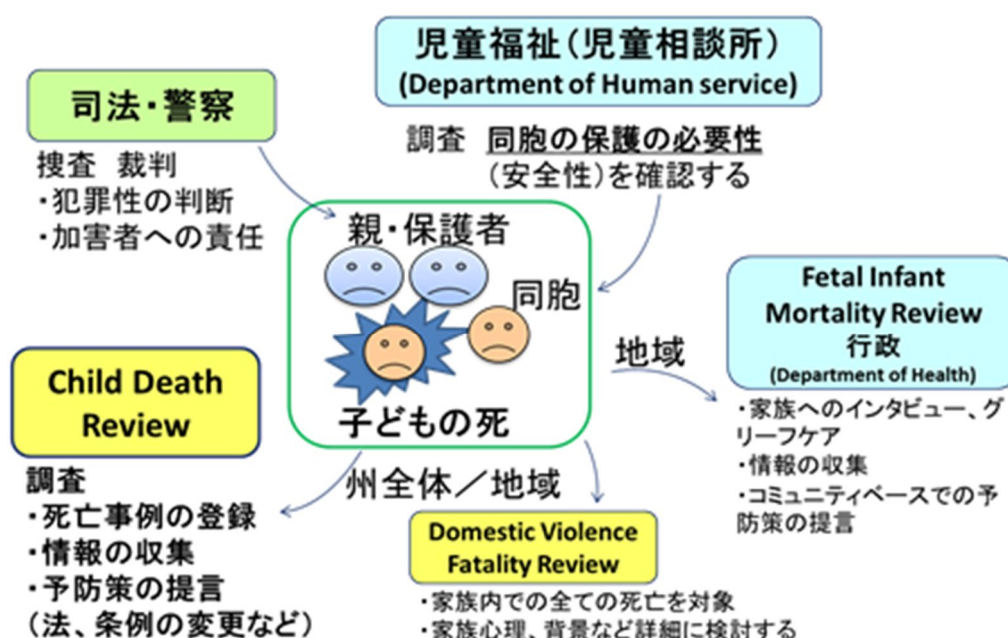 児童福祉(児童相談所)
(Department of Human service)
調査 同胞の保護の必要性
(安全性)を確認する
司法・警察
捜査 裁判
・犯罪性の判断
・加害者への責任
親・保護者
同胞
子どもの死
地域
Fetal Infant
Mortality Review
行政
(Department of Health)
・家族へのインタビュー、グ
リーフケア
・情報の収集
・コミュニティベースでの予
防策の提言
Child Death
Review
調査
・死亡事例の登録
・情報の収集
・予防策の提言
(法、条例の変更など)
州全体/地域
Domestic Violence
Fatality Review
・家族内での全ての死亡を対象
・家族心理、背景など詳細に検討する